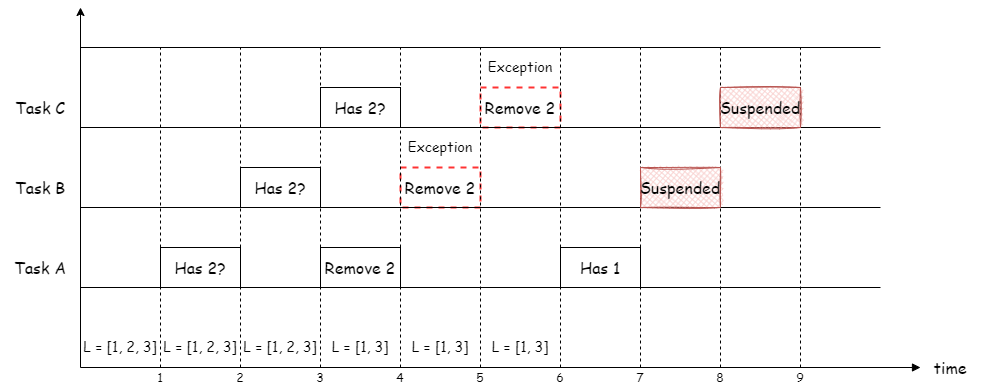 Exception
Task C
Has 2?
Remove 2
Suspended
Exception
Task B
Has 2?
Remove 2
Suspended
Task A
Has 2?
Remove 2
Has 1
L = [1, 2, 3]
L = [1, 2, 3]
L = [1, 2, 3]
L = [1, 3]
L = [1, 3]
L = [1, 3]
time
1
2
3
4
5
6
7
8
9